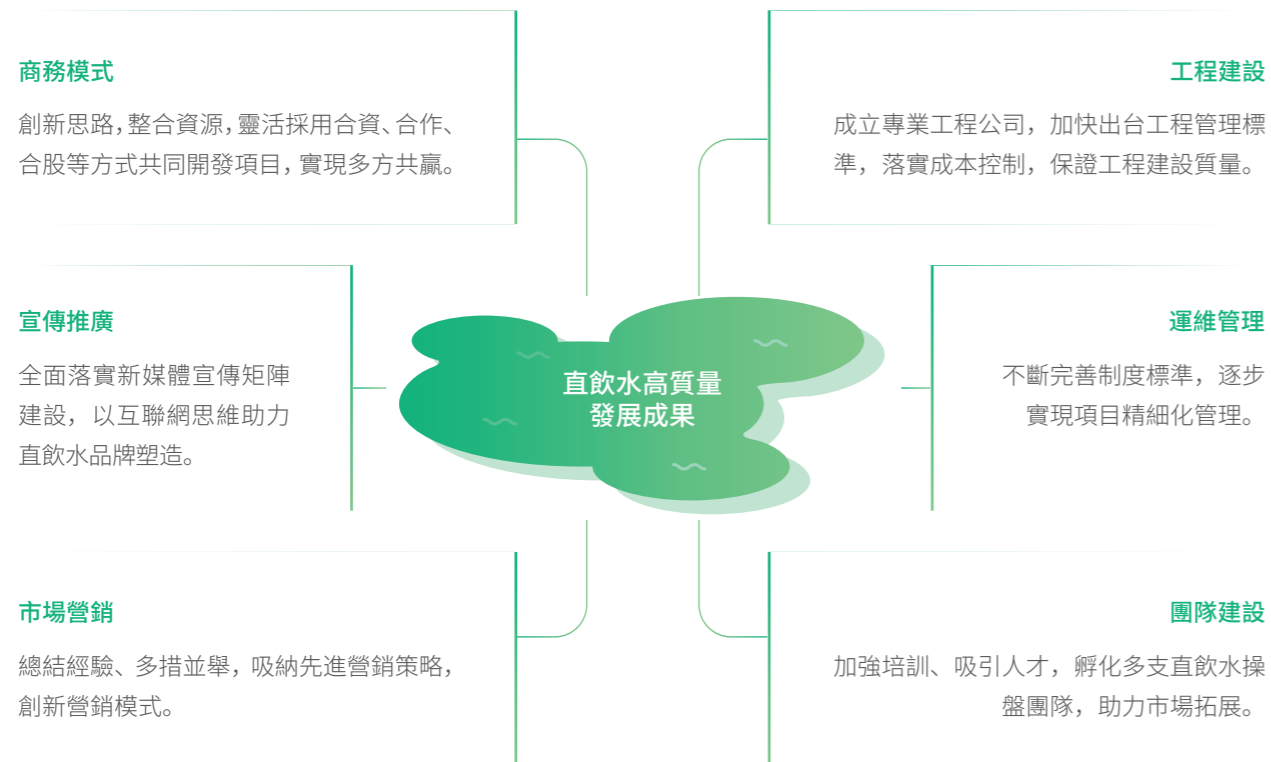 商務模式
創新思路，整合資源，靈活採用合資、合作、
合股等方式共同開發項目，實現多方共贏。
工程建設
成立專業工程公司，加快出台工程管理標
準，落實成本控制，保證工程建設質量。
宣傳推廣
全面落實新媒體宣傳矩陣
建設，以互聯網思維助力
直飲水品牌塑造。
直飲水高質量
發展成果
運維管理
不斷完善制度標準，逐步
實現項目精細化管理。
市場營銷
總結經驗、多措並舉，吸納先進營銷策略，
創新營銷模式。
團隊建設
加強培訓、吸引人才，孵化多支直飲水操
盤團隊，助力市場拓展。